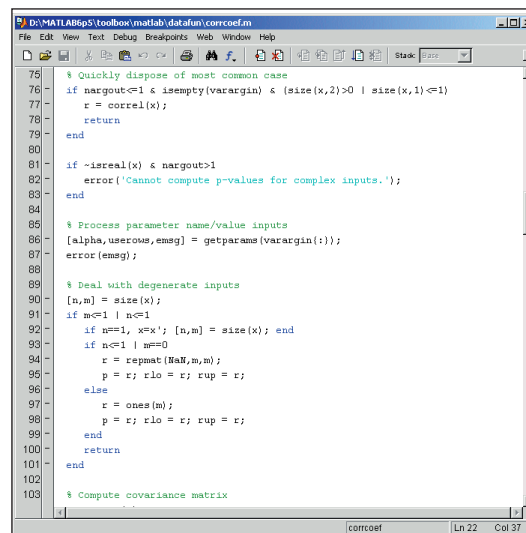 D:\MATLAB6p5\toolbox\matlab\datafun\corrcoef.m
File Edit View Text Debug Breakpoints Web Window Help
Stack: Base
75 % Quickly dispose of most common case
76 - if nargout<=1 & isempty(varargin) & (size(x,2)>0 | size(x,1)<=1)
77 - r = correl(x);
78 - return
79 - end
80
81 - if ~isreal(x) & nargout>1
82 - error('Cannot compute p-values for complex inputs.');
83 - end
84
85 % Process parameter name/value inputs
86 - [alpha,userows,emsg] = getparams(varargin{:});
87 - error(emsg);
88
89 % Deal with degenerate inputs
90 - [n,m] = size(x);
91 - if m<=1 | n<=1
92 - if n==1, x=x'; [n,m] = size(x); end
93 - if n<=1 | m==0
94 - r = repmat(NaN,m,m);
95 - p = r; rlo = r; rup = r;
96 - else
97 - r = ones(m);
98 - p = r; rlo = r; rup = r;
99 - end
100 - return
101 - end
102
103 % Compute covariance matrix
corrcoef Ln 22 Col 37